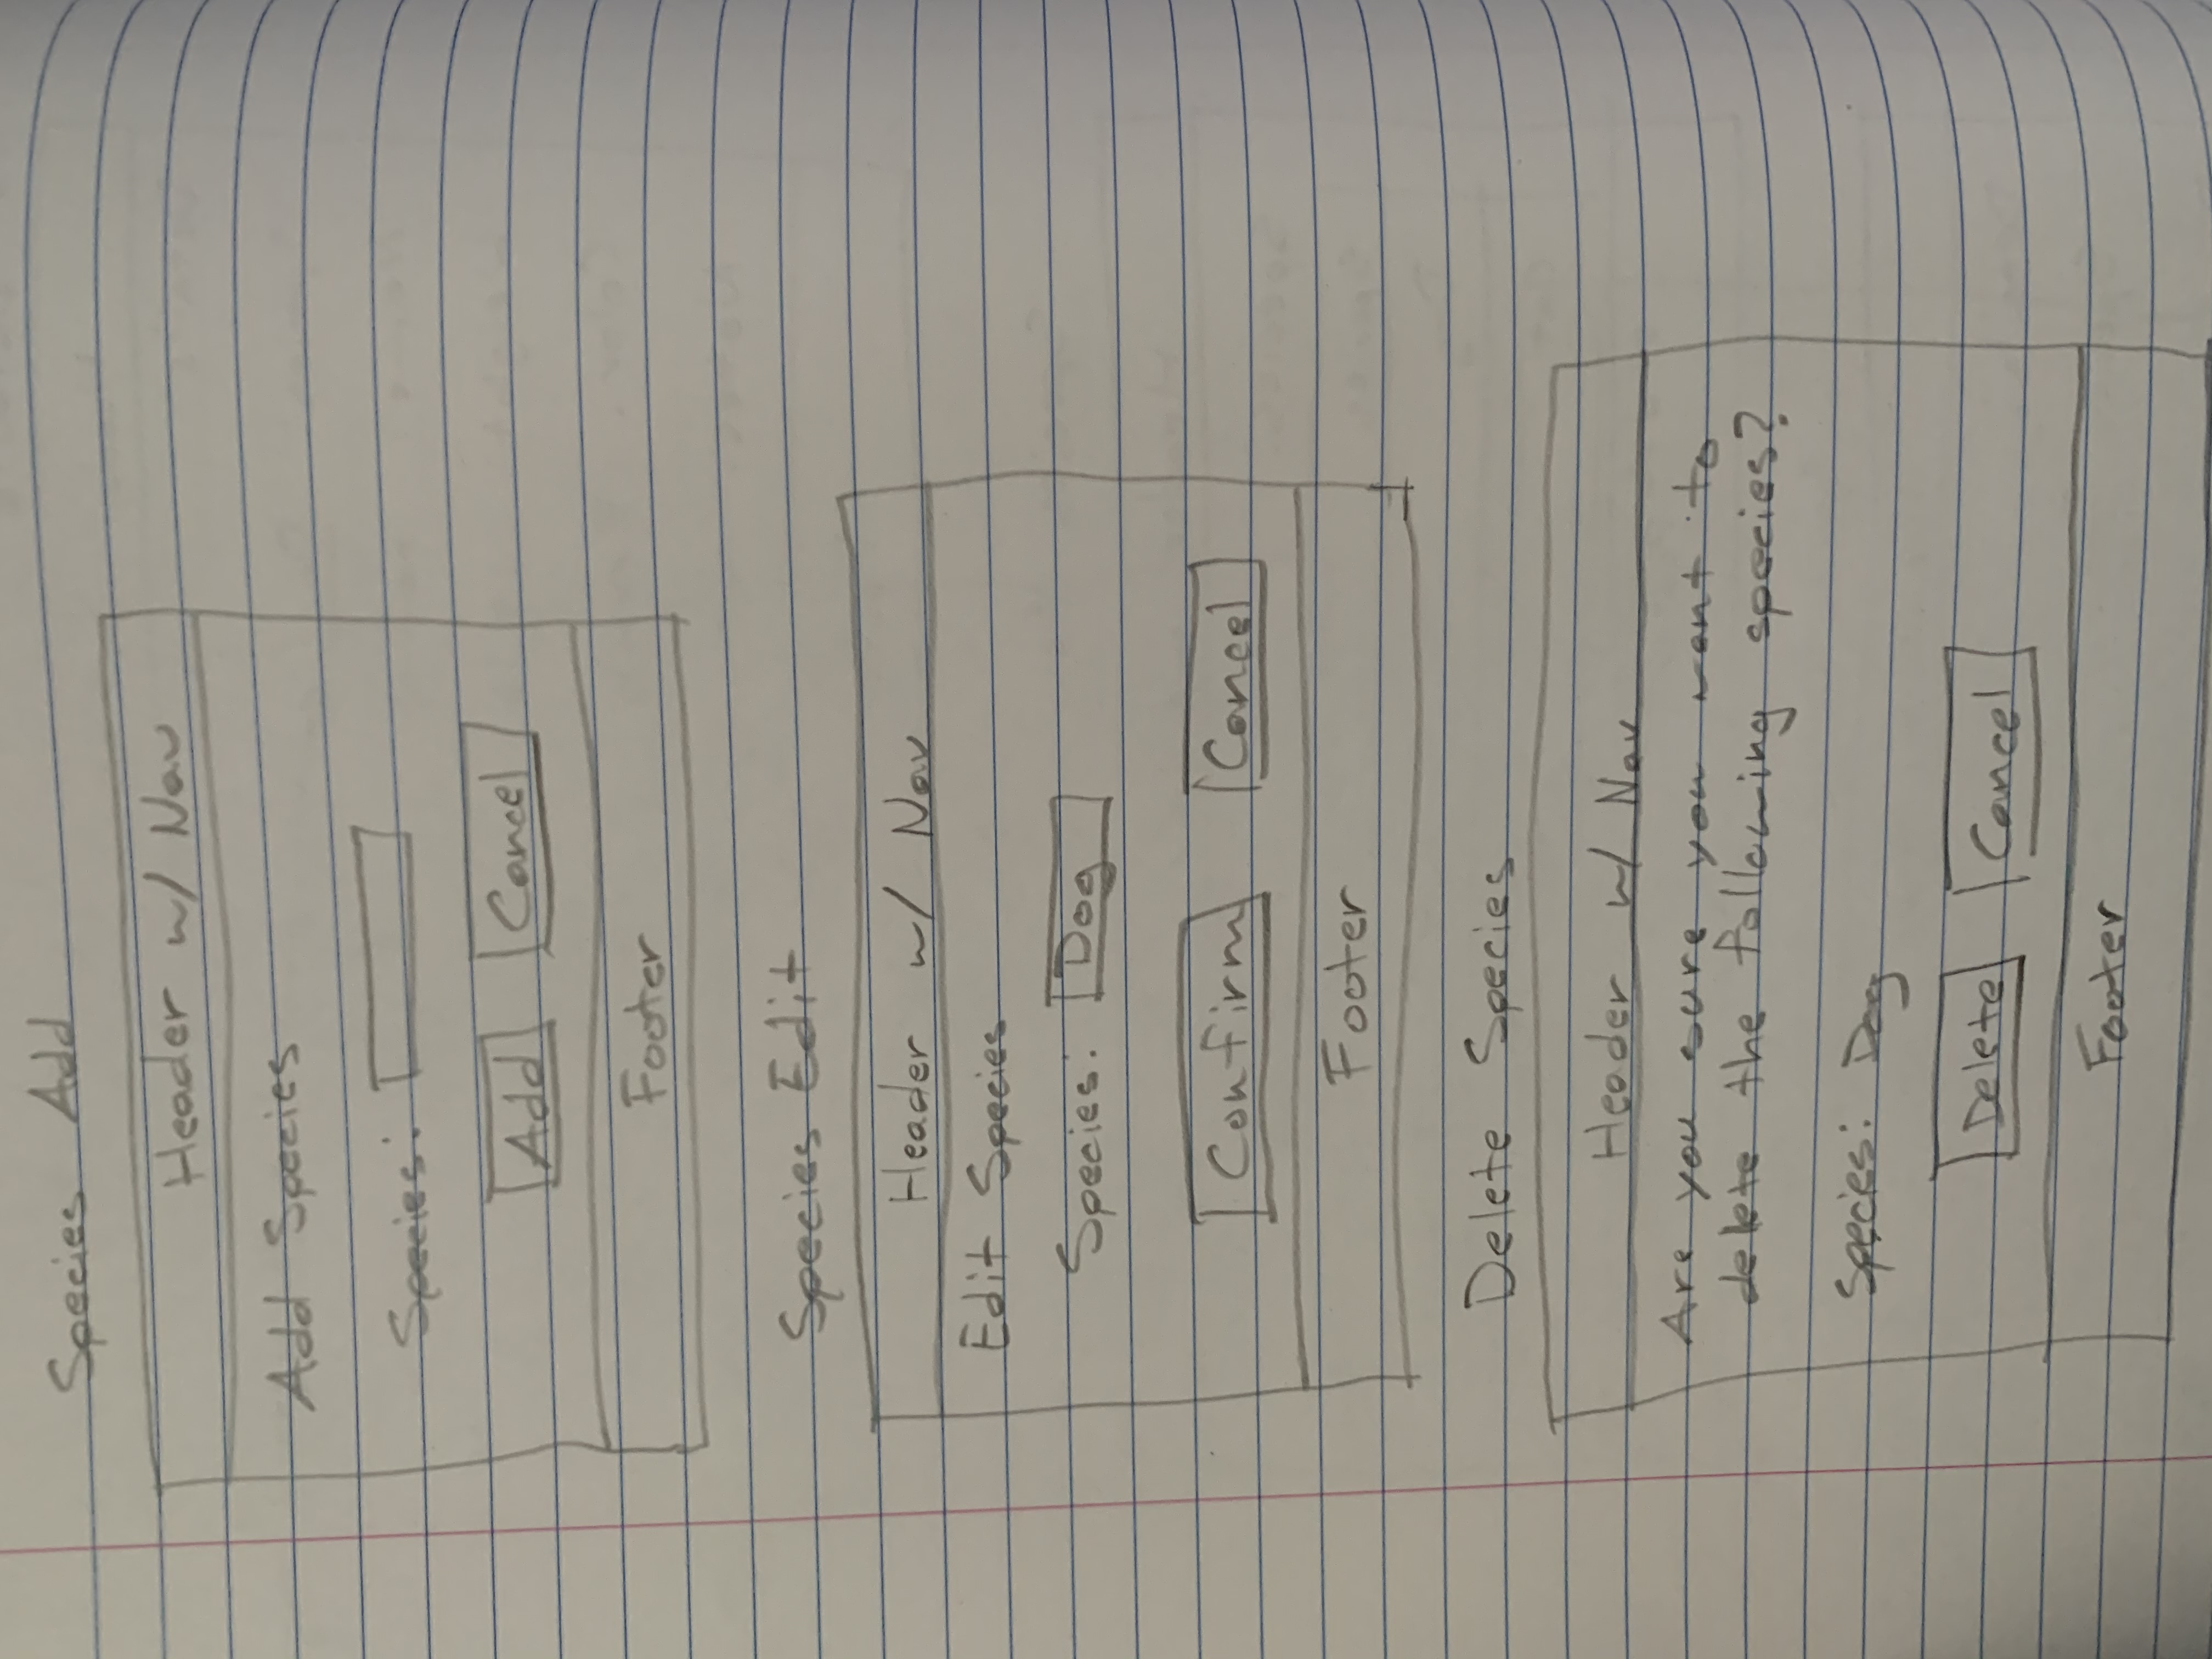 Species Add
Header w/ Nav
Add Species
Species:
Add Cancel
Footer
Species Edit
Header w/ Nav
Edit Species
Species: Dog
Confirm Cancel
Footer
Delete Species
Header w/ Nav
Are you sure you want to
delete the following species?
Species: Dog
Delete Cancel
Footer